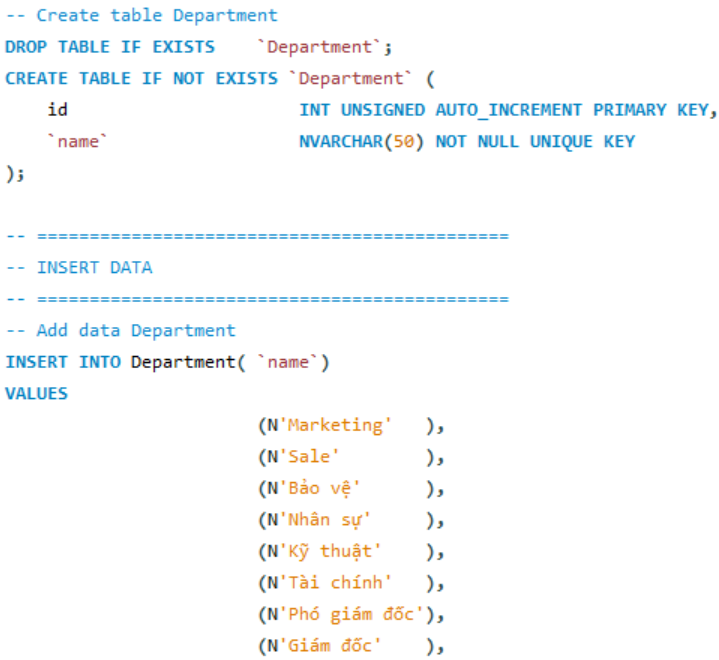 -- Create table Department
DROP TABLE IF EXISTS    `Department`;
CREATE TABLE IF NOT EXISTS `Department` (
    id                      INT UNSIGNED AUTO_INCREMENT PRIMARY KEY,
    `name`                  NVARCHAR(50) NOT NULL UNIQUE KEY
);
-- =============================================
-- INSERT DATA
-- =============================================
-- Add data Department
INSERT INTO Department( `name`)
VALUES
                        (N'Marketing'   ),
                        (N'Sale'        ),
                        (N'Bảo vệ'      ),
                        (N'Nhân sự'     ),
                        (N'Kỹ thuật'    ),
                        (N'Tài chính'   ),
                        (N'Phó giám đốc'),
                        (N'Giám đốc'    ),